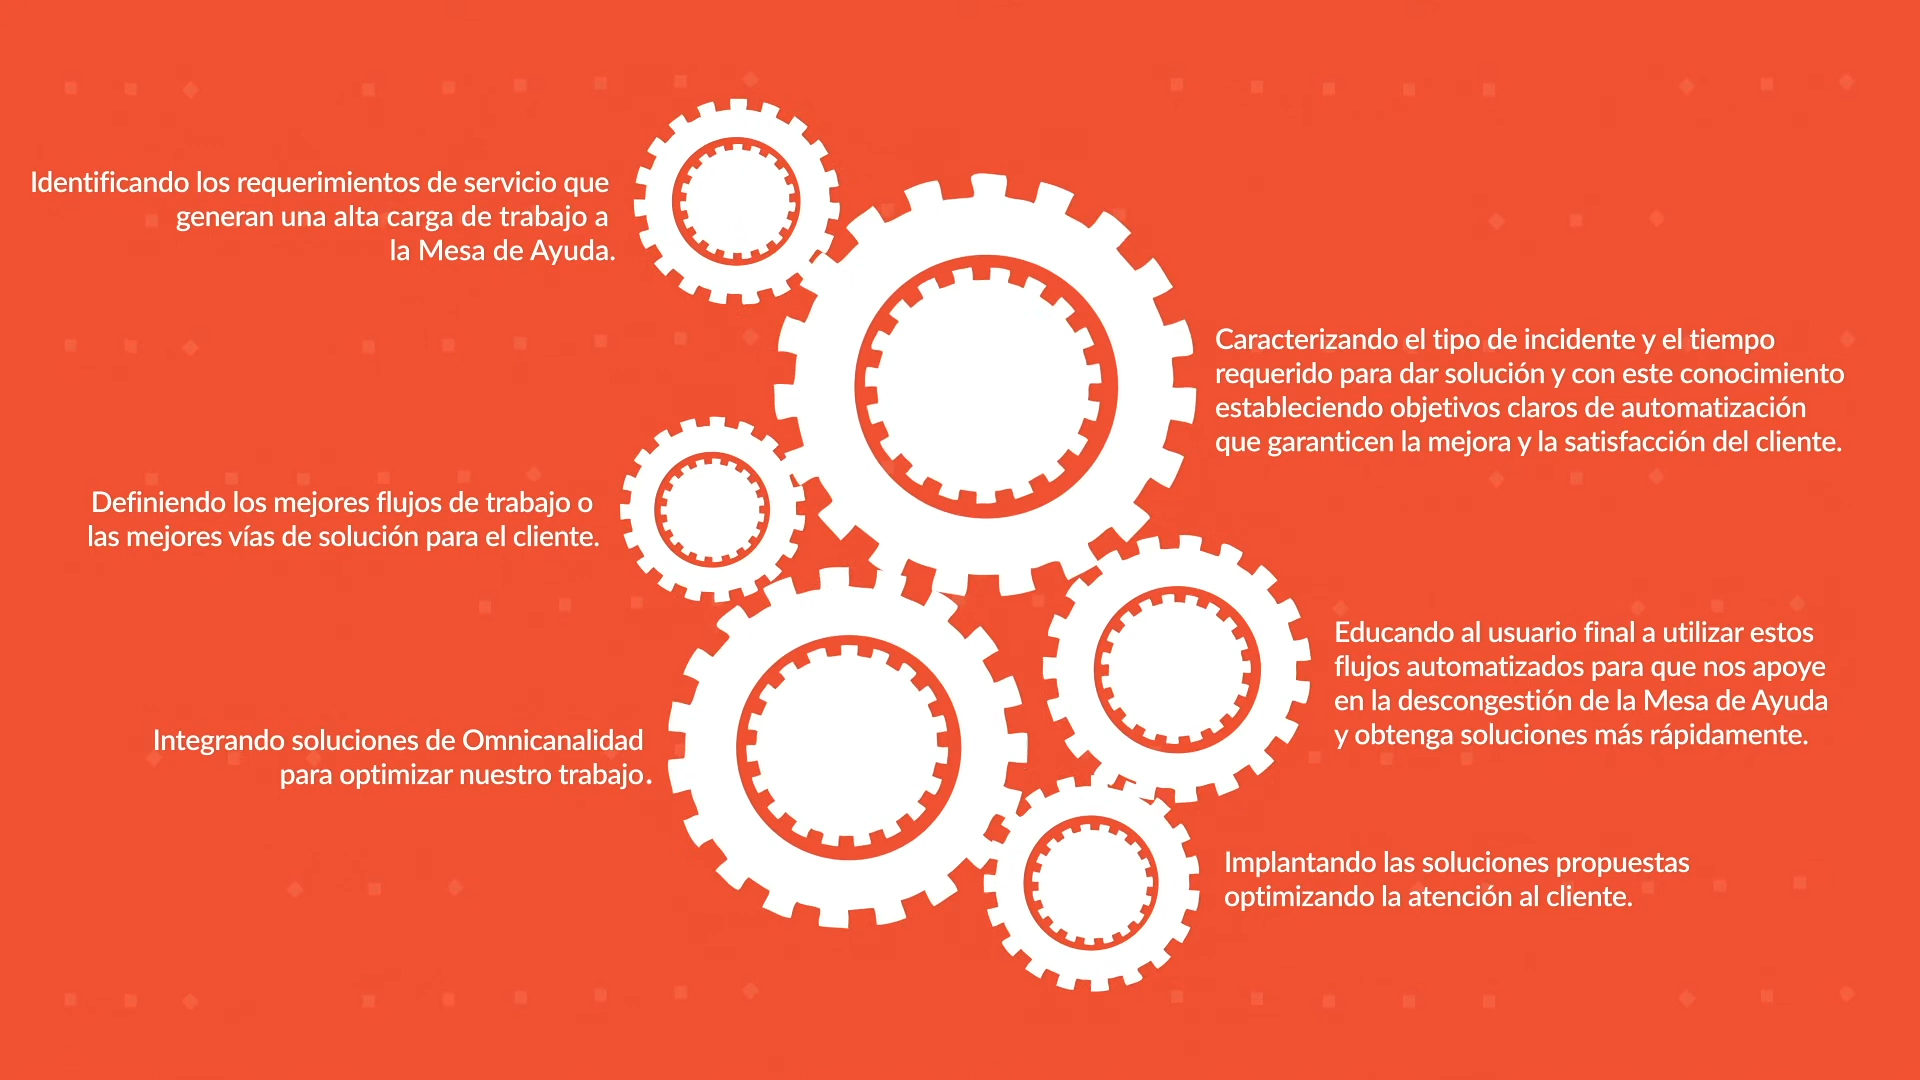 Identificando los requerimientos de servicio que
generan una alta carga de trabajo a
la Mesa de Ayuda.
Caracterizando el tipo de incidente y el tiempo
requerido para dar solución y con este conocimiento
estableciendo objetivos claros de automatización
que garanticen la mejora y la satisfacción del cliente.
Definiendo los mejores flujos de trabajo o
las mejores vías de solución para el cliente.
Educando al usuario final a utilizar estos
flujos automatizados para que nos apoye
en la descongestión de la Mesa de Ayuda
y obtenga soluciones más rápidamente.
Integrando soluciones de Omnicanalidad
para optimizar nuestro trabajo.
Implantando las soluciones propuestas
optimizando la atención al cliente.